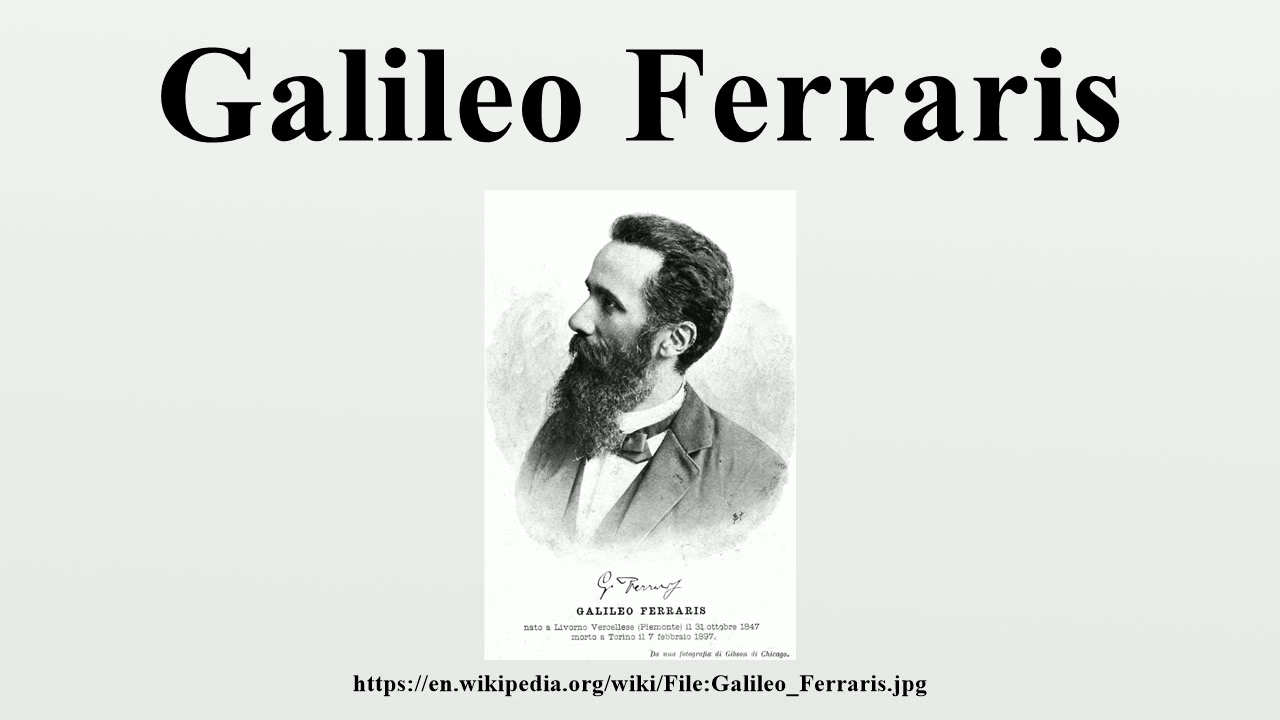 Galileo Ferraris
G. Ferraris
GALILEO FERRARIS
nato a Livorno Vercellese (Piemonte) il 31 ottobre 1847
morto a Torino il 7 febbraio 1897.
Da una fotografia di Gibson di Chicago.
https://en.wikipedia.org/wiki/File:Galileo_Ferraris.jpg